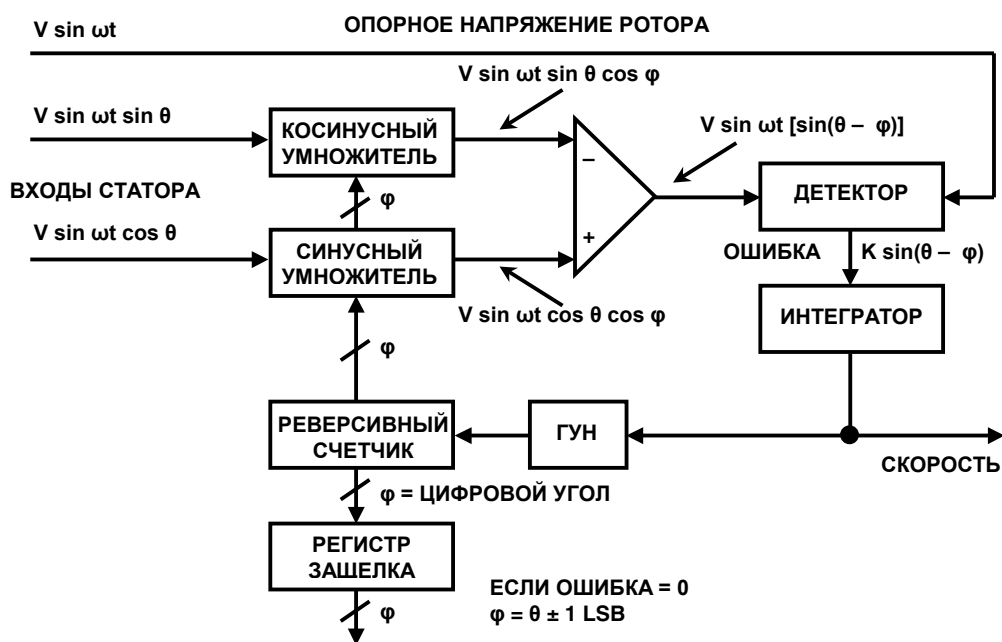 V sin ωt
ОПОРНОЕ НАПРЯЖЕНИЕ РОТОРА
V sin ωt sin θ cos φ
V sin ωt sin θ
КОСИНУСНЫЙ
УМНОЖИТЕЛЬ
V sin ωt [sin(θ – φ)]
–
ВХОДЫ СТАТОРА
φ
ДЕТЕКТОР
V sin ωt cos θ
СИНУСНЫЙ
УМНОЖИТЕЛЬ
+
ОШИБКА
K sin(θ – φ)
V sin ωt cos θ cos φ
ИНТЕГРАТОР
φ
РЕВЕРСИВНЫЙ
СЧЕТЧИК
ГУН
СКОРОСТЬ
φ = ЦИФРОВОЙ УГОЛ
РЕГИСТР
ЗАШЕЛКА
ЕСЛИ ОШИБКА = 0
φ = θ ± 1 LSB
φ